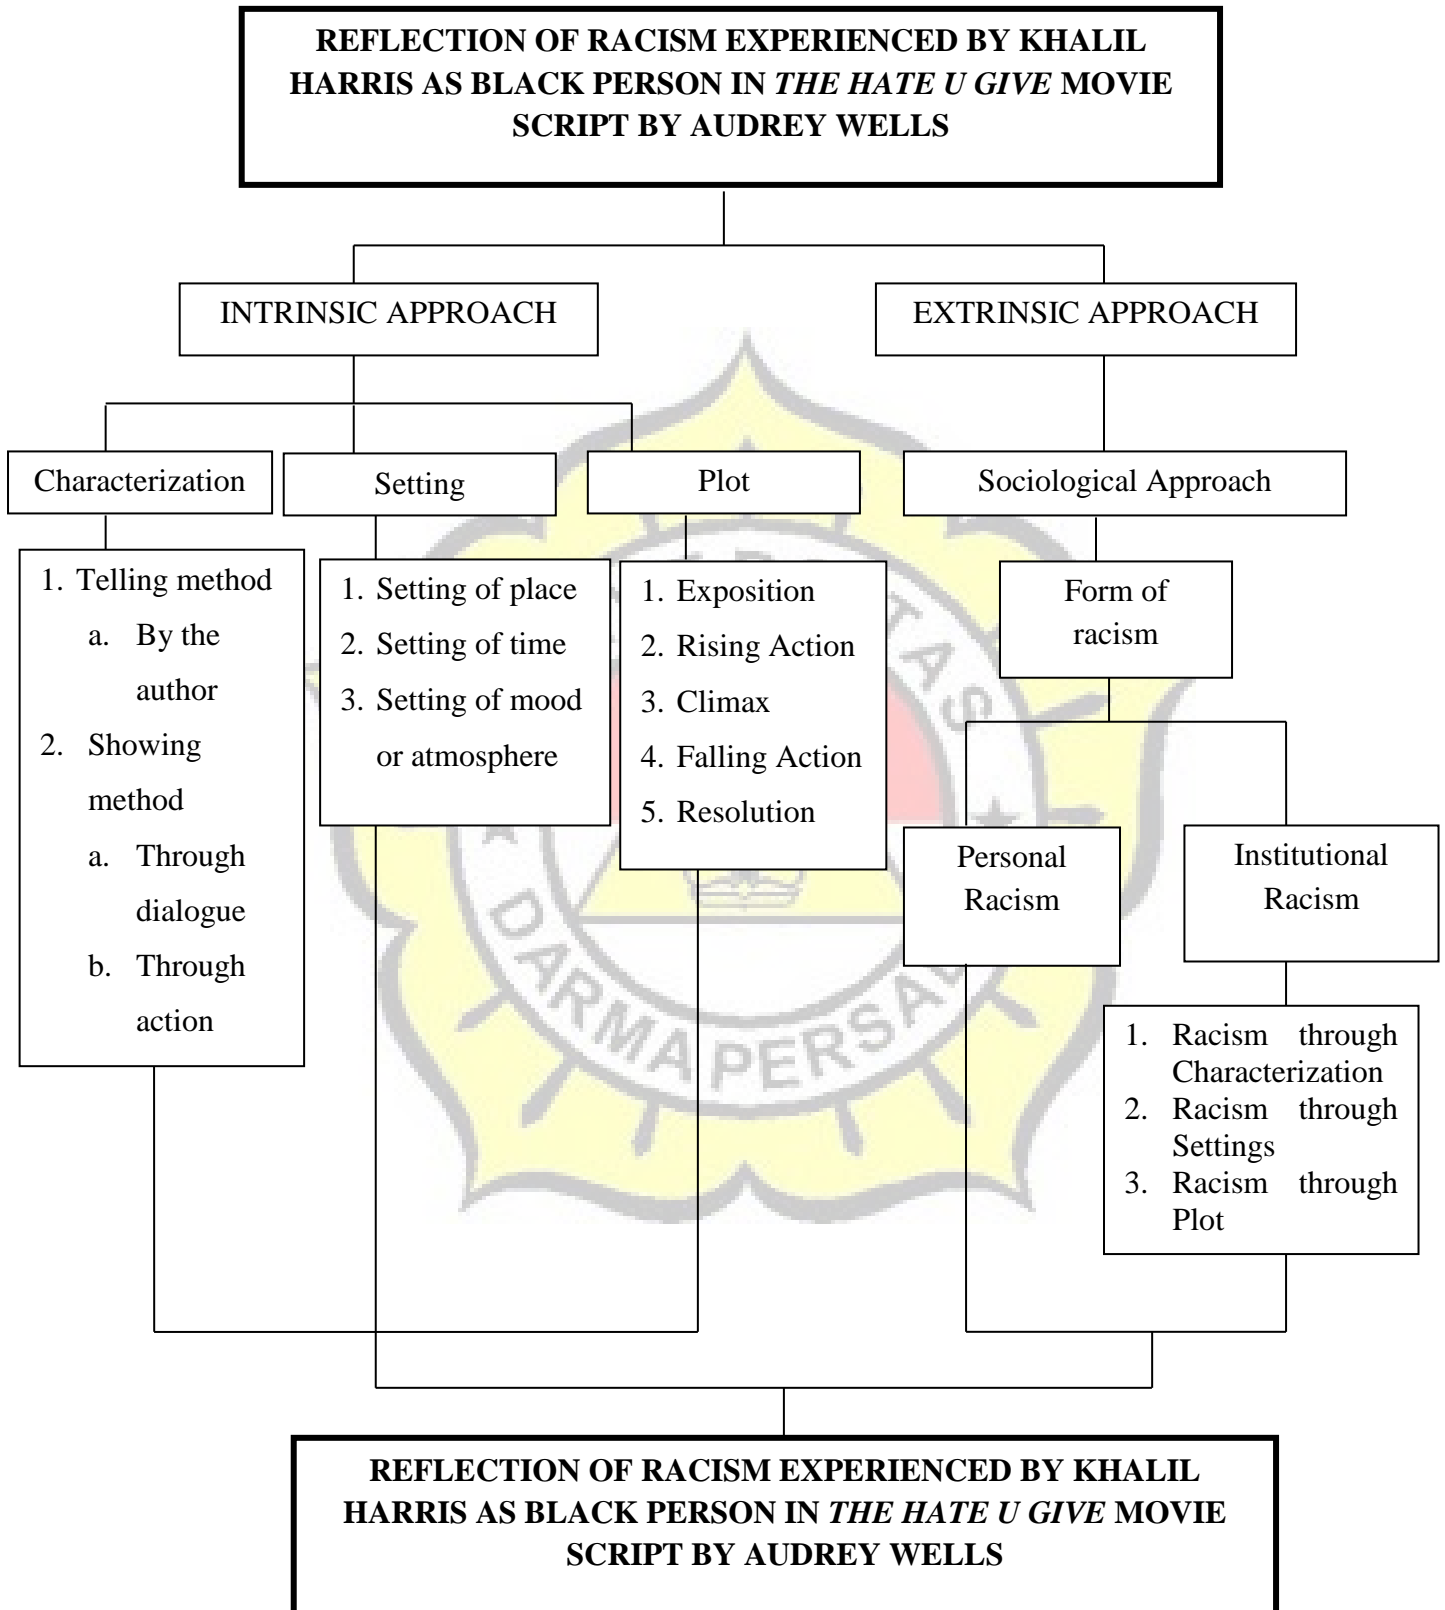 REFLECTION OF RACISM EXPERIENCED BY KHALIL
HARRIS AS BLACK PERSON IN THE HATE U GIVE MOVIE
SCRIPT BY AUDREY WELLS
INTRINSIC APPROACH
EXTRINSIC APPROACH
Characterization
Setting
Plot
Sociological Approach
1. Telling method
a. By the
author
2. Showing
method
a. Through
dialogue
b. Through
action
1. Setting of place
2. Setting of time
3. Setting of mood
or atmosphere
1. Exposition
2. Rising Action
3. Climax
4. Falling Action
5. Resolution
Form of
racism
Personal
Racism
Institutional
Racism
1. Racism through
Characterization
2. Racism through
Settings
3. Racism through
Plot
DARMA PERSA
REFLECTION OF RACISM EXPERIENCED BY KHALIL
HARRIS AS BLACK PERSON IN THE HATE U GIVE MOVIE
SCRIPT BY AUDREY WELLS